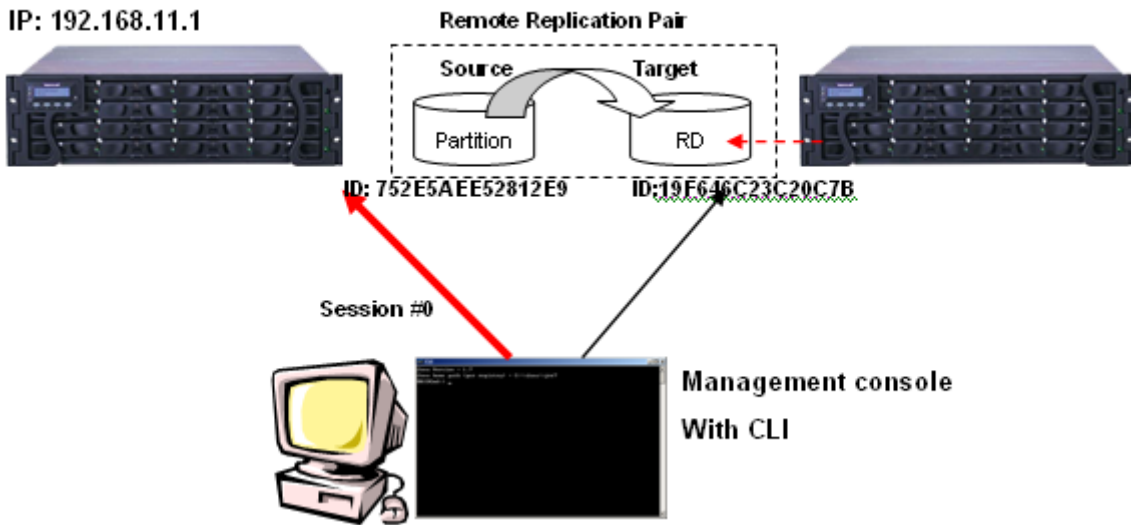 IP: 192.168.11.1
Remote Replication Pair
Source
Target
Partition
RD
ID: 752E5AEE52812E9
ID:19F646C23C20C7B
Session #0
Management console
With CLI